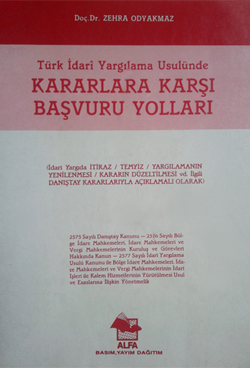 Doç.Dr. ZEHRA ODYAKMAZ
Türk İdari Yargılama Usulünde
KARARLARA KARŞI
BAŞVURU YOLLARI
(İdari Yargıda İTİRAZ / TEMYİZ / YARGILAMANIN
YENİLENMESİ / KARARIN DÜZELTİLMESİ vd. İlgili
DANIŞTAY KARARLARIYLA AÇIKLAMALI OLARAK)
2575 Sayılı Danıştay Kanunu — 2576 Sayılı Böl-
ge İdare Mahkemeleri, İdare Mahkemeleri ve
Vergi Mahkemelerinin Kuruluş ve Görevleri
Hakkında Kanun — 2577 Sayılı İdari Yargılama
Usulü Kanunu ile Bölge İdare Mahkemeleri, İda-
re Mahkemeleri ve Vergi Mahkemelerinin İdari
İşleri ile Kalem Hizmetlerinin Yürütülmesi Usul
ve Esaslarına İlişkin Yönetmelik
ALFA
BASIM,YAYIM DAĞITIM